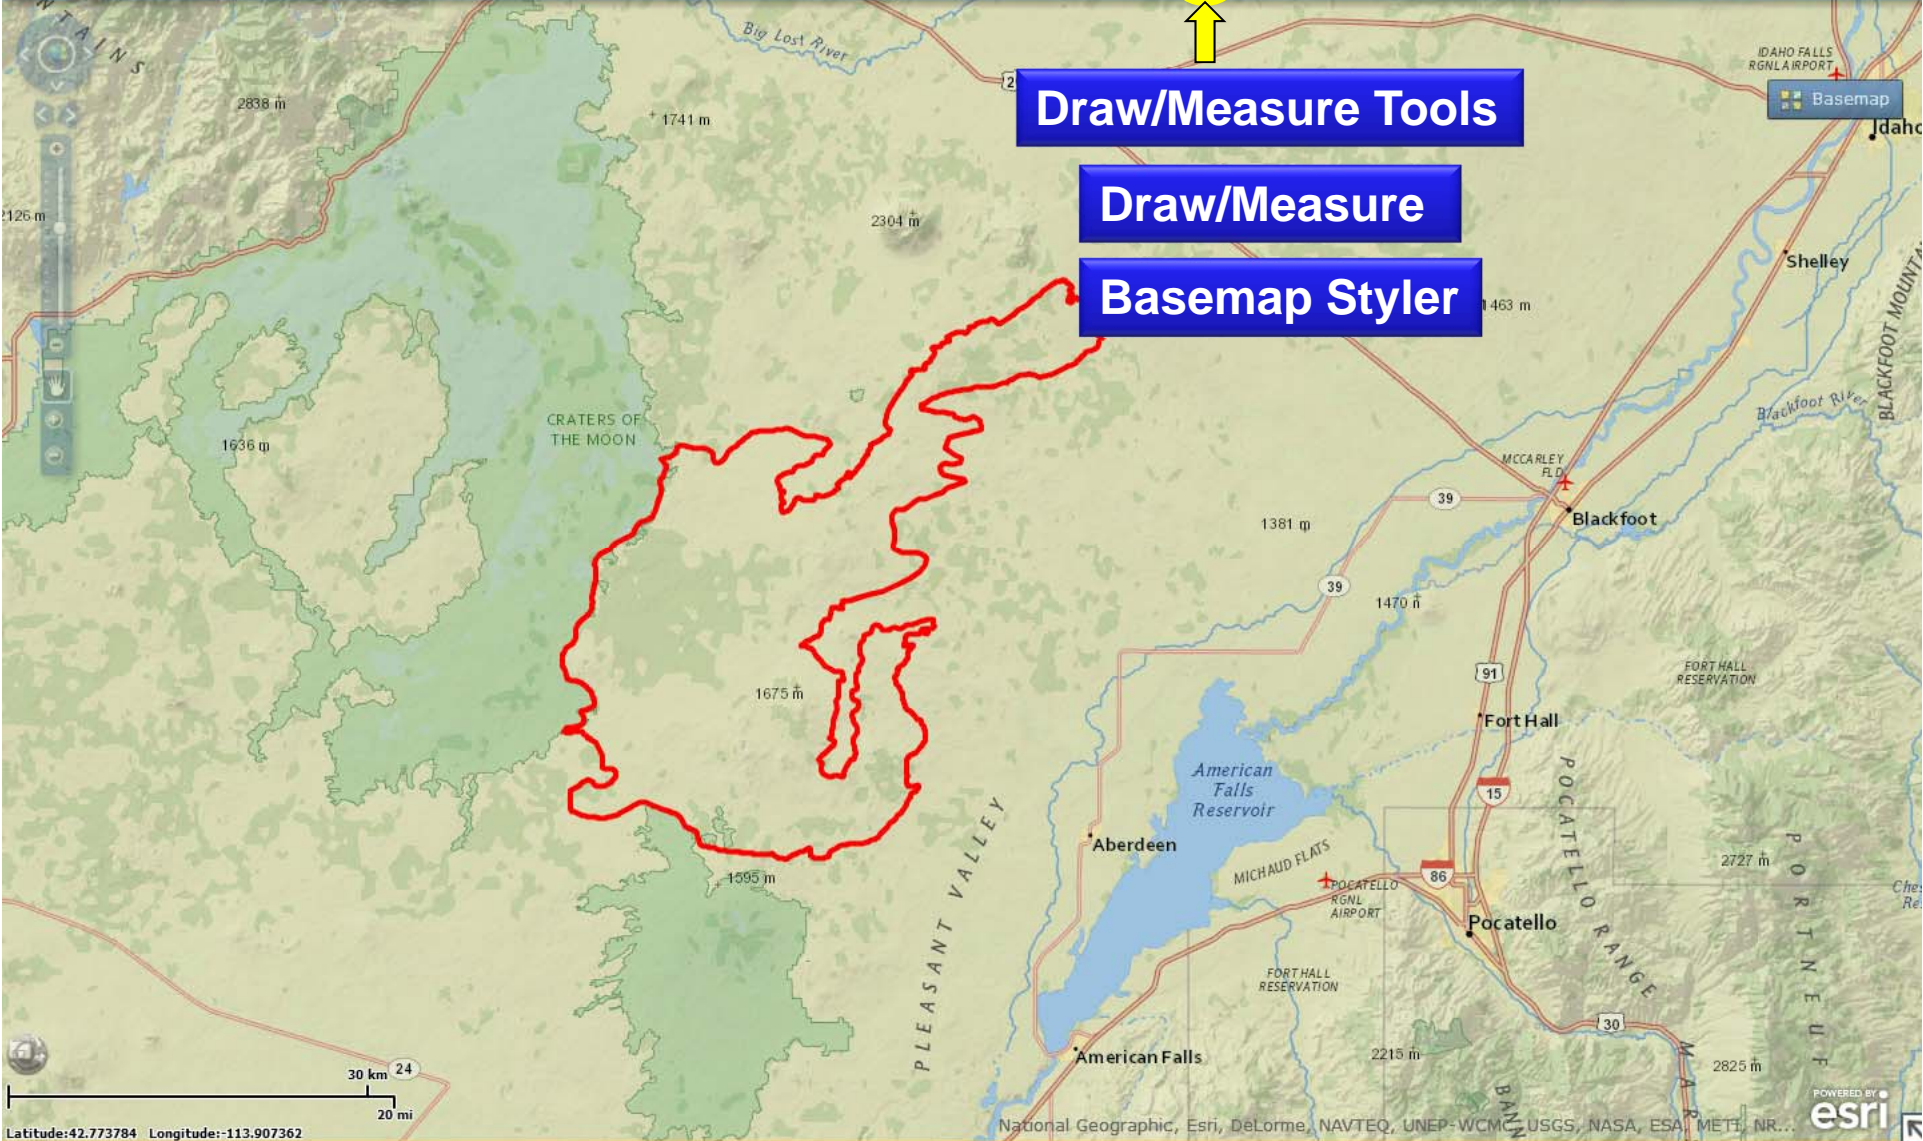 TAINS
Big Lost River
IDAHO FALLS
RGNL AIRPORT
2838 m
1741 m
Draw/Measure Tools
Basemap
Idaho
2126 m
2304 m
Draw/Measure
Shelley
Basemap Styler
463 m
BLACKFOOT MOUNTA
Blackfoot River
CRATERS OF
THE MOON
1636 m
MCCARLEY
FLD
39
Blackfoot
1381 m
39
1470
FORT HALL
RESERVATION
91
1675 m
Fort Hall
American
Falls
Reservoir
15
POCATELLO RANGE
PORTNEUF
Aberdeen
MICHAUD FLATS
2727 m
86
1595 m
POCATELLO
RGNL
AIRPORT
Pocatello
PLEASANT VALLEY
FORT HALL
RESERVATION
30
American Falls
2215 m
2825 m
BANN
MAR
30 km
24
20 mi
Latitude:42.773784 Longitude:-113.907362
National Geographic, Esri, DeLorme, NAVTEQ, UNEP-WCMC, USGS, NASA, ESA, METI, NR...
POWERED BY
esri